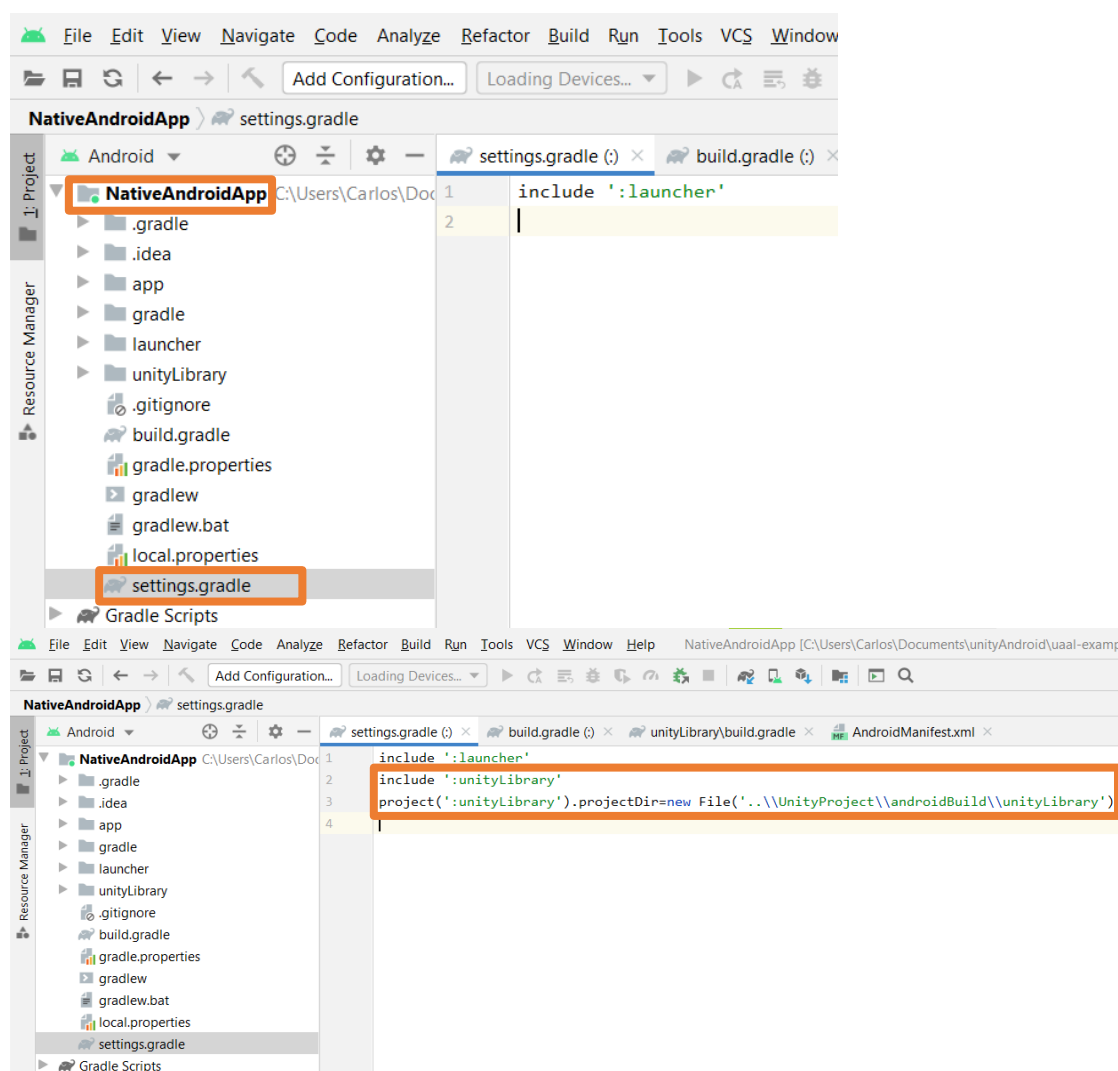 File Edit View Navigate Code Analyze Refactor Build Run Tools VCS Window
Add Configuration... Loading Devices...
NativeAndroidApp settings.gradle
1: Project
Resource Manager
Android
settings.gradle (:) build.gradle (:)
NativeAndroidApp C:\Users\Carlos\Doc
.gradle
.idea
app
gradle
launcher
unityLibrary
.gitignore
build.gradle
gradle.properties
gradlew
gradlew.bat
local.properties
settings.gradle
Gradle Scripts
1 include ':launcher'
2
File Edit View Navigate Code Analyze Refactor Build Run Tools VCS Window Help NativeAndroidApp [C:\Users\Carlos\Documents\unityAndroid\uaal-examp
Add Configuration... Loading Devices...
NativeAndroidApp settings.gradle
1: Project
Resource Manager
Android
settings.gradle (:) build.gradle (:) unityLibrary\build.gradle MF AndroidManifest.xml
NativeAndroidApp C:\Users\Carlos\Doc
.gradle
.idea
app
gradle
launcher
unityLibrary
.gitignore
build.gradle
gradle.properties
gradlew
gradlew.bat
local.properties
settings.gradle
Gradle Scripts
1 include ':launcher'
2 include ':unityLibrary'
3 project(':unityLibrary').projectDir=new File('..\\UnityProject\\androidBuild\\unityLibrary')
4